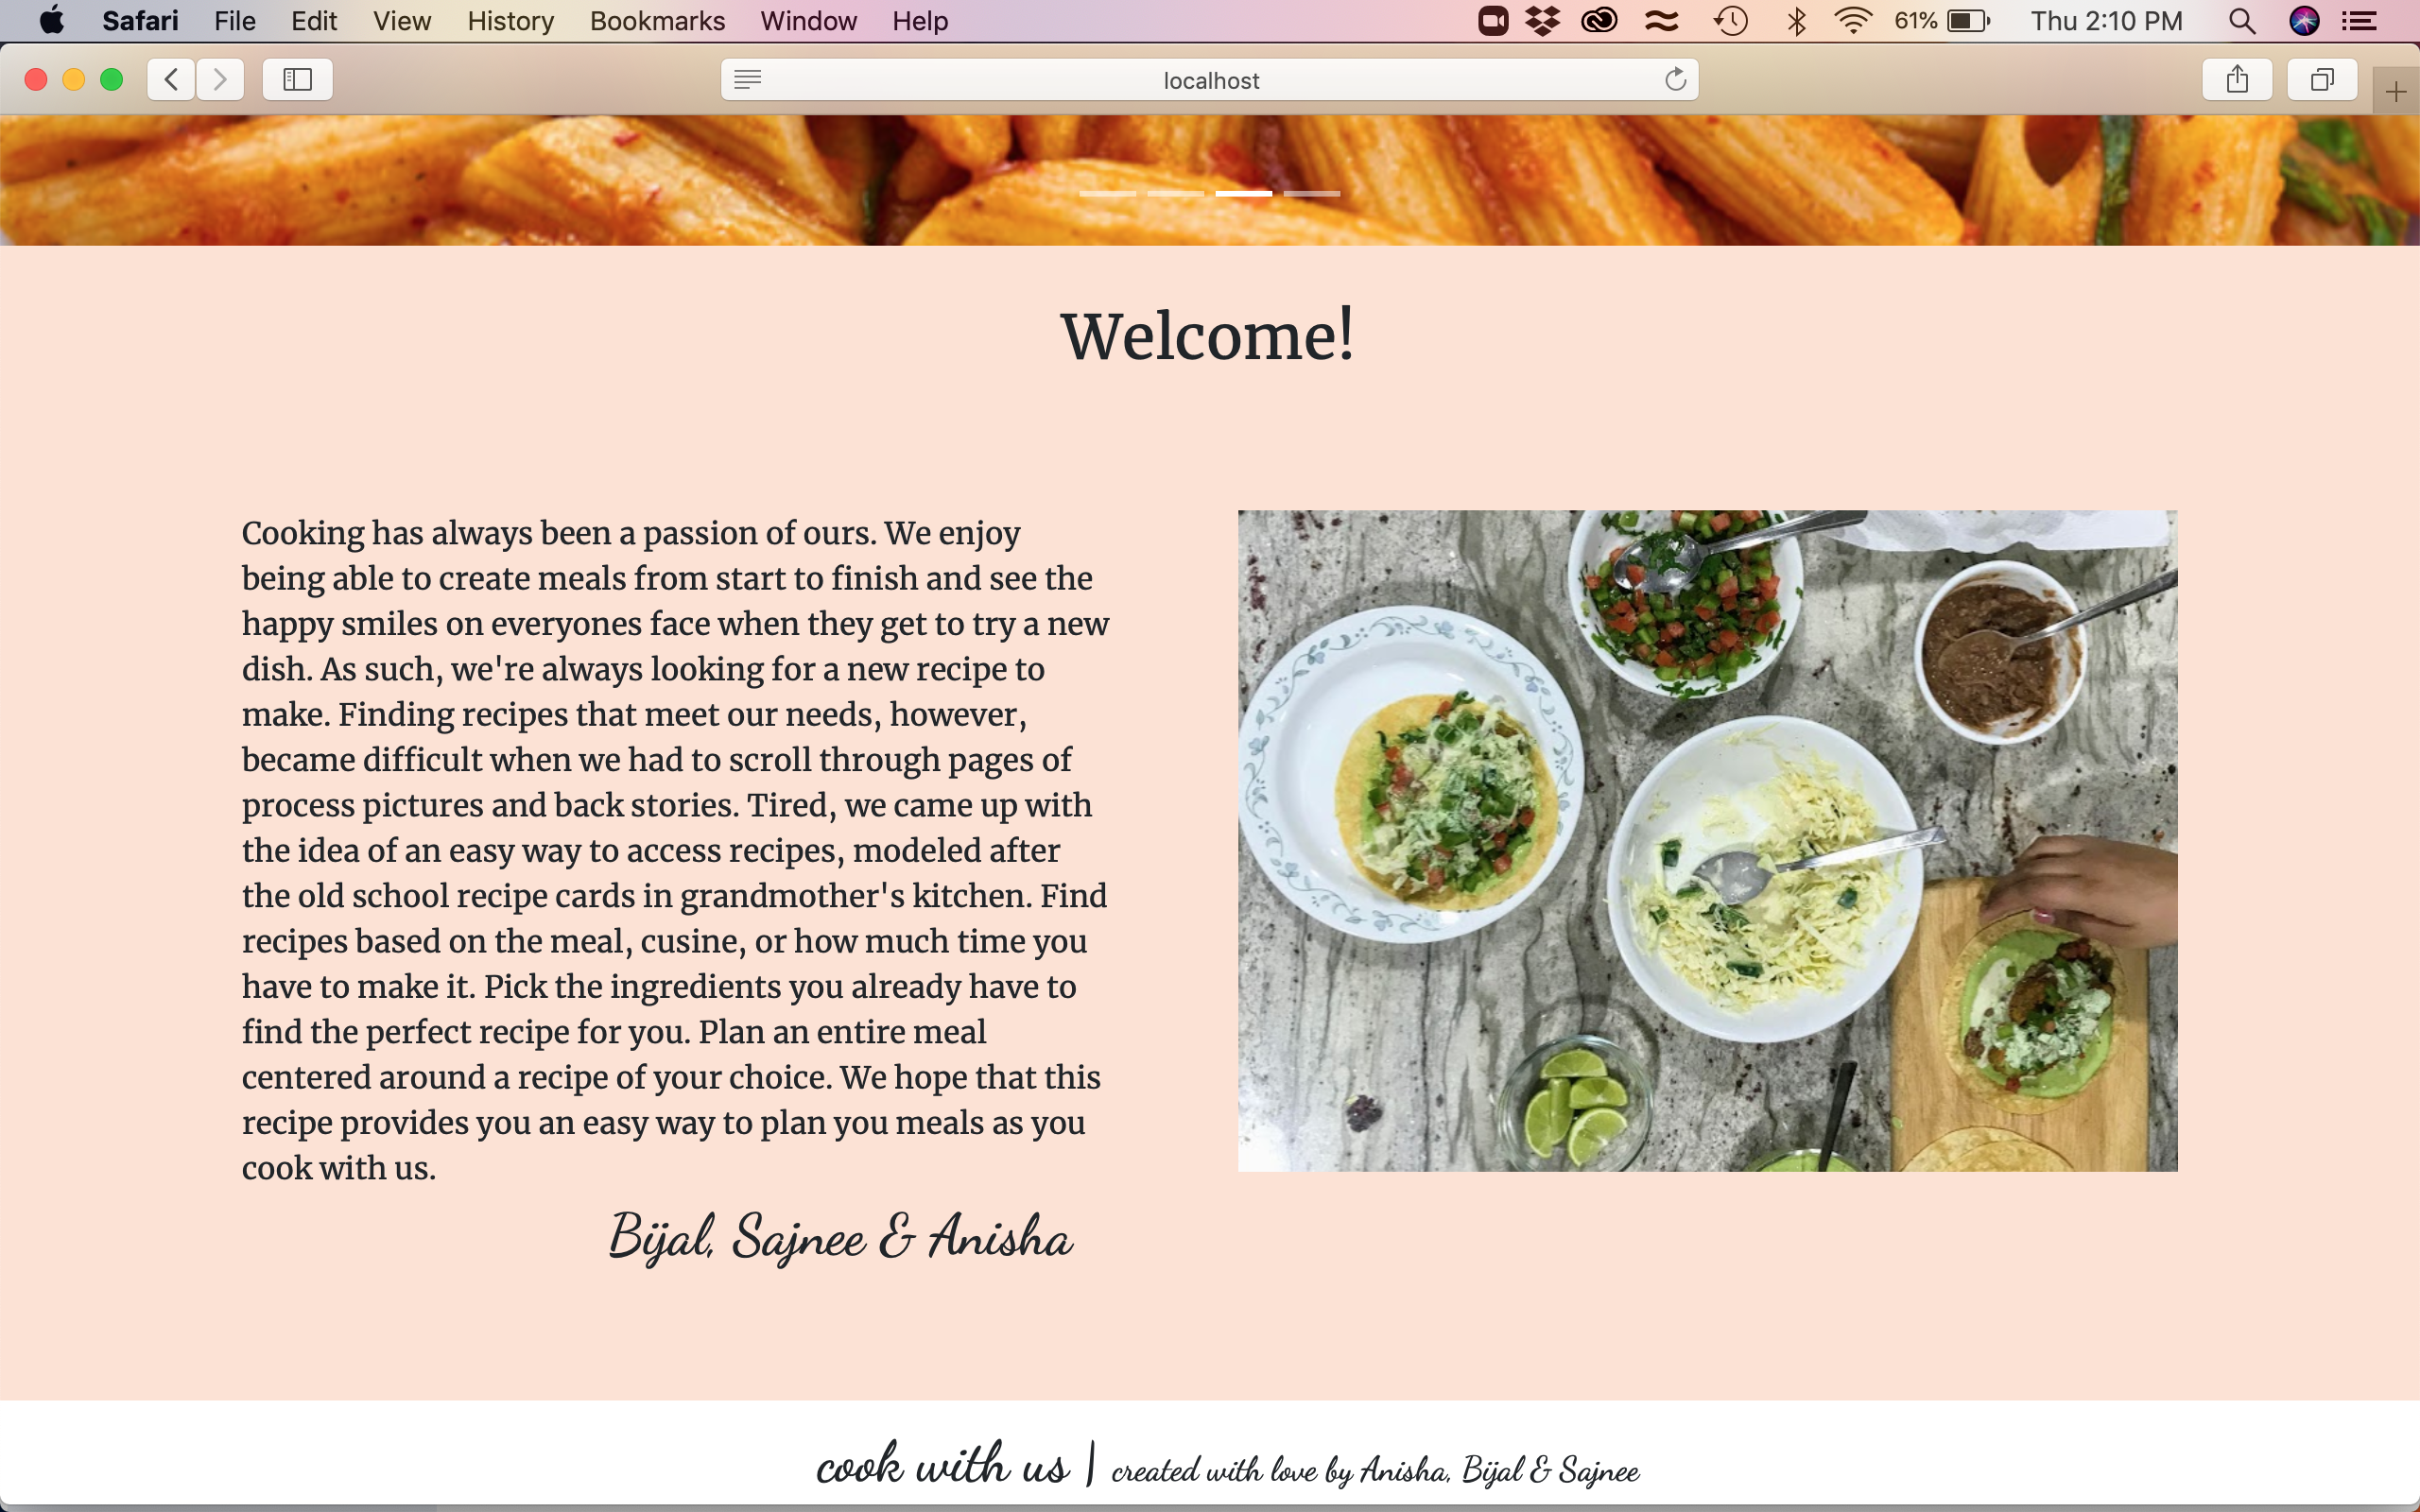 Safari File Edit View History Bookmarks Window Help 61% Thu 2:10 PM
localhost
Welcome!
Cooking has always been a passion of ours. We enjoy
being able to create meals from start to finish and see the
happy smiles on everyones face when they get to try a new
dish. As such, we're always looking for a new recipe to
make. Finding recipes that meet our needs, however,
became difficult when we had to scroll through pages of
process pictures and back stories. Tired, we came up with
the idea of an easy way to access recipes, modeled after
the old school recipe cards in grandmother's kitchen. Find
recipes based on the meal, cusine, or how much time you
have to make it. Pick the ingredients you already have to
find the perfect recipe for you. Plan an entire meal
centered around a recipe of your choice. We hope that this
recipe provides you an easy way to plan you meals as you
cook with us.
Bijal, Sajnee & Anisha
cook with us | created with love by Anisha, Bijal & Sajnee